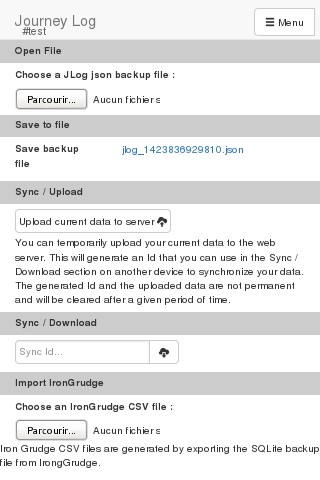 Journey Log
#test
Menu
Open File
Choose a JLog json backup file :
Parcourir... Aucun fichiers
Save to file
Save backup file jlog_1423836929810.json
Sync / Upload
Upload current data to server
You can temporarily upload your current data to the web
server. This will generate an Id that you can use in the Sync /
Download section on another device to synchronize your data.
The generated Id and the uploaded data are not permanent
and will be cleared after a given period of time.
Sync / Download
Sync Id...
Import IronGrudge
Choose an IronGrudge CSV file :
Parcourir... Aucun fichiers
Iron Grudge CSV files are generated by exporting the SQLite backup
file from IrongGrudge.